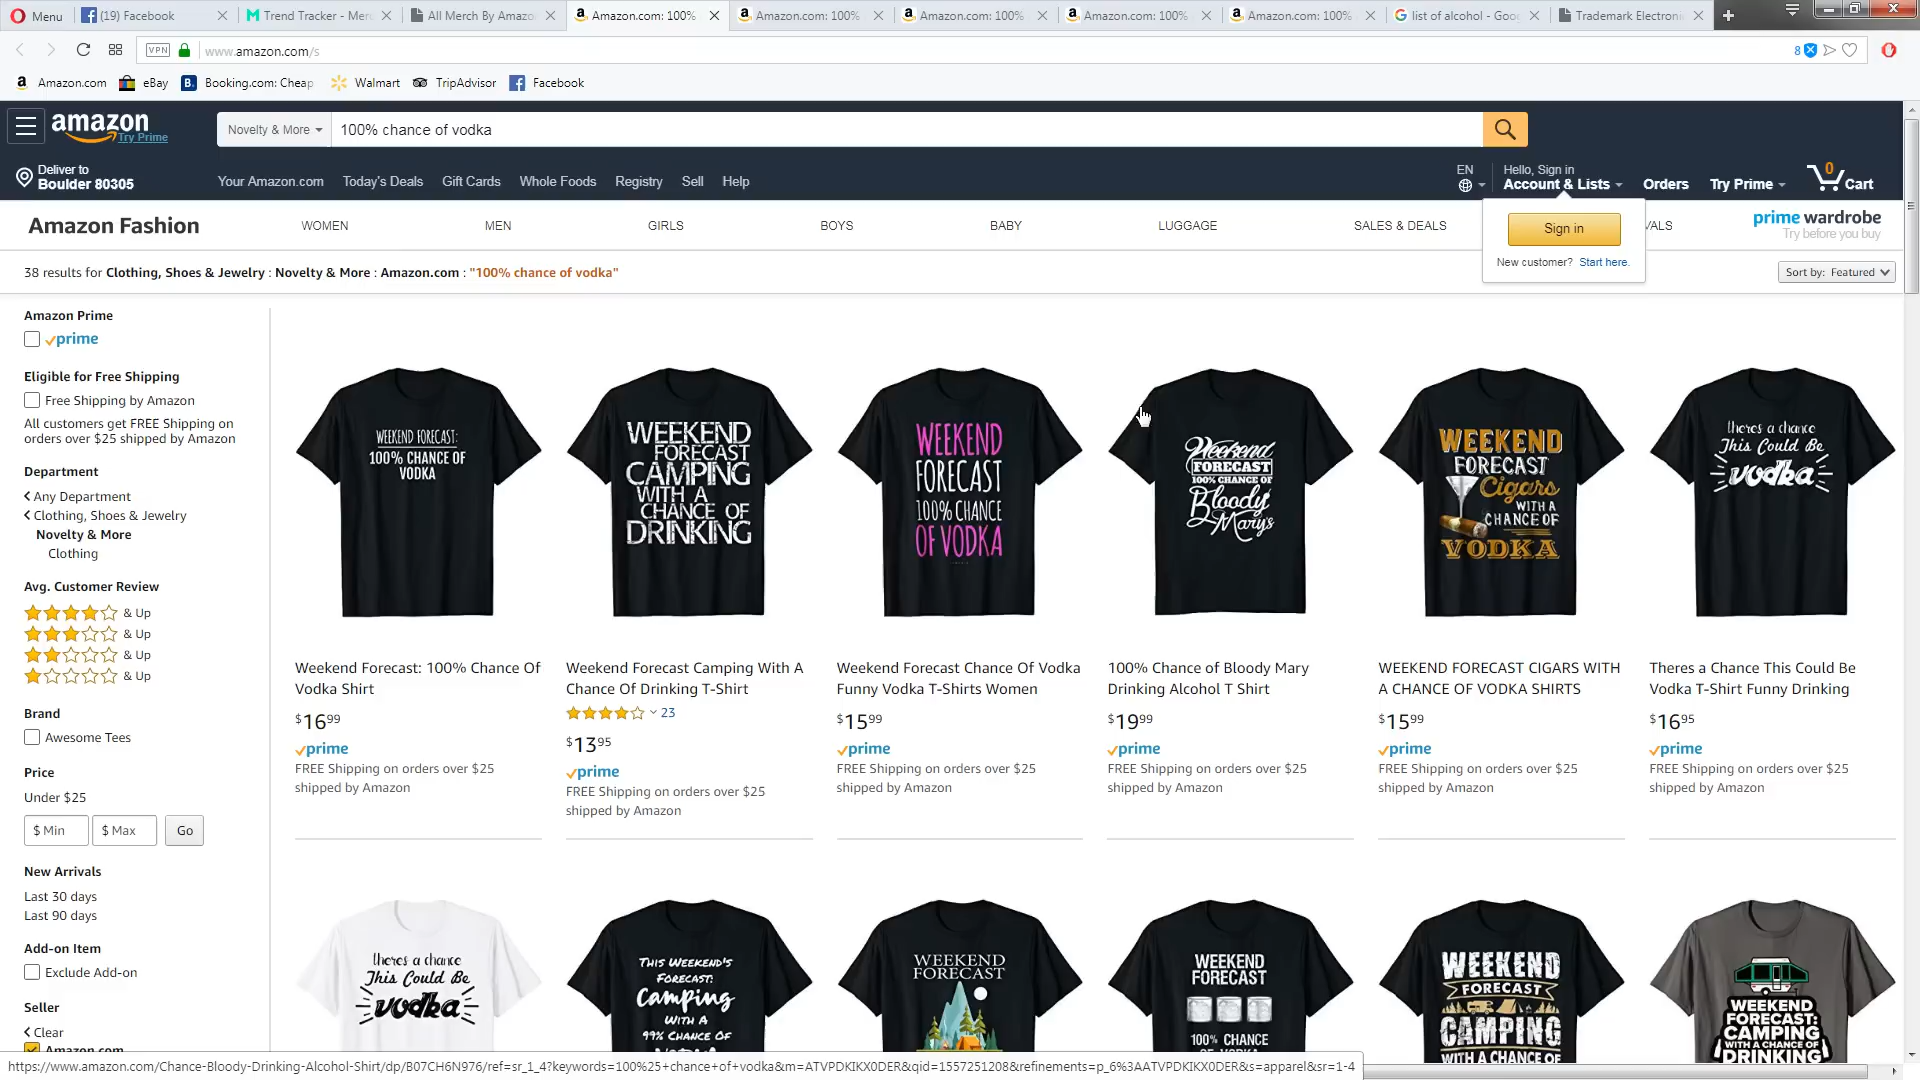 Menu
(19) Facebook
Trend Tracker - Merc
All Merch By Amazo
Amazon.com: 100%
Amazon.com: 100%
Amazon.com: 100%
Amazon.com: 100%
Amazon.com: 100%
list of alcohol - Goo
Trademark Electroni
VPN
www.amazon.com/s
8
Amazon.com
eBay
Booking.com: Cheap
Walmart
TripAdvisor
Facebook
amazon
Try Prime
Novelty & More
100% chance of vodka
Deliver to
Boulder 80305
Your Amazon.com
Today's Deals
Gift Cards
Whole Foods
Registry
Sell
Help
EN
Hello, Sign in
Account & Lists
Orders
Try Prime
0
Cart
Amazon Fashion
WOMEN
MEN
GIRLS
BOYS
BABY
LUGGAGE
SALES & DEALS
VALS
prime wardrobe
Try before you buy
Sign in
New customer? Start here.
38 results for Clothing, Shoes & Jewelry : Novelty & More : Amazon.com : "100% chance of vodka"
Sort by: Featured
Amazon Prime
prime
Eligible for Free Shipping
Free Shipping by Amazon
All customers get FREE Shipping on
orders over $25 shipped by Amazon
Department
Any Department
Clothing, Shoes & Jewelry
Novelty & More
Clothing
Avg. Customer Review
& Up
& Up
& Up
& Up
Brand
Awesome Tees
Price
Under $25
$ Min
$ Max
Go
New Arrivals
Last 30 days
Last 90 days
Add-on Item
Exclude Add-on
Seller
Clear
Amazon.com
WEEKEND FORECAST:
100% CHANCE OF
VODKA
WEEKEND
FORECAST
CAMPING
WITH A
CHANCE OF
DRINKING
WEEKEND
FORECAST
100% CHANCE
OF VODKA
Weekend
FORECAST
100% CHANCE OF
Bloody
Mary's
WEEKEND
FORECAST
Cigars
WITH A
CHANCE OF
VODKA
there's a chance
This Could Be
vodka
Weekend Forecast: 100% Chance Of
Vodka Shirt
$16 99
prime
FREE Shipping on orders over $25
shipped by Amazon
Weekend Forecast Camping With A
Chance Of Drinking T-Shirt
23
$13 95
prime
FREE Shipping on orders over $25
shipped by Amazon
Weekend Forecast Chance Of Vodka
Funny Vodka T-Shirts Women
$15 99
prime
FREE Shipping on orders over $25
shipped by Amazon
100% Chance of Bloody Mary
Drinking Alcohol T Shirt
$19 99
prime
FREE Shipping on orders over $25
shipped by Amazon
WEEKEND FORECAST CIGARS WITH
A CHANCE OF VODKA SHIRTS
$15 99
prime
FREE Shipping on orders over $25
shipped by Amazon
Theres a Chance This Could Be
Vodka T-Shirt Funny Drinking
$16 95
prime
FREE Shipping on orders over $25
shipped by Amazon
there's a chance
This Could Be
vodka
THIS WEEKEND'S
FORECAST:
Camping
WITH A
99% CHANCE OF
WEEKEND
FORECAST
WEEKEND
FORECAST
100% CHANCE
OF VODKA
WEEKEND
FORECAST
CAMPING
WITH A CHANCE OF
WEEKEND
FORECAST:
CAMPING
WITH A CHANCE OF
DRINKING
https://www.amazon.com/Chance-Bloody-Drinking-Alcohol-Shirt/dp/B07CH6N976/ref=sr_1_4?keywords=100%25+chance+of+vodka&m=ATVPDKIKX0DER&qid=1557251208&refinements=p_6%3AATVPDKIKX0DER&s=apparel&sr=1-4